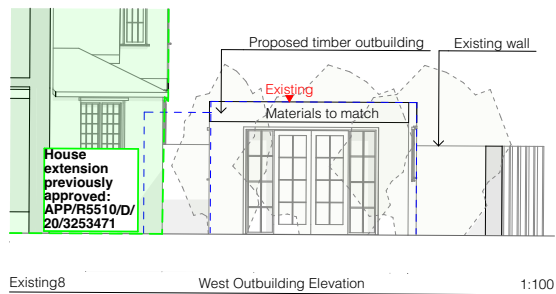 Proposed timber outbuilding
Existing wall
Existing
Materials to match
House
extension
previously
approved:
APP/R5510/D/
20/3253471
Existing8
West Outbuilding Elevation
1:100